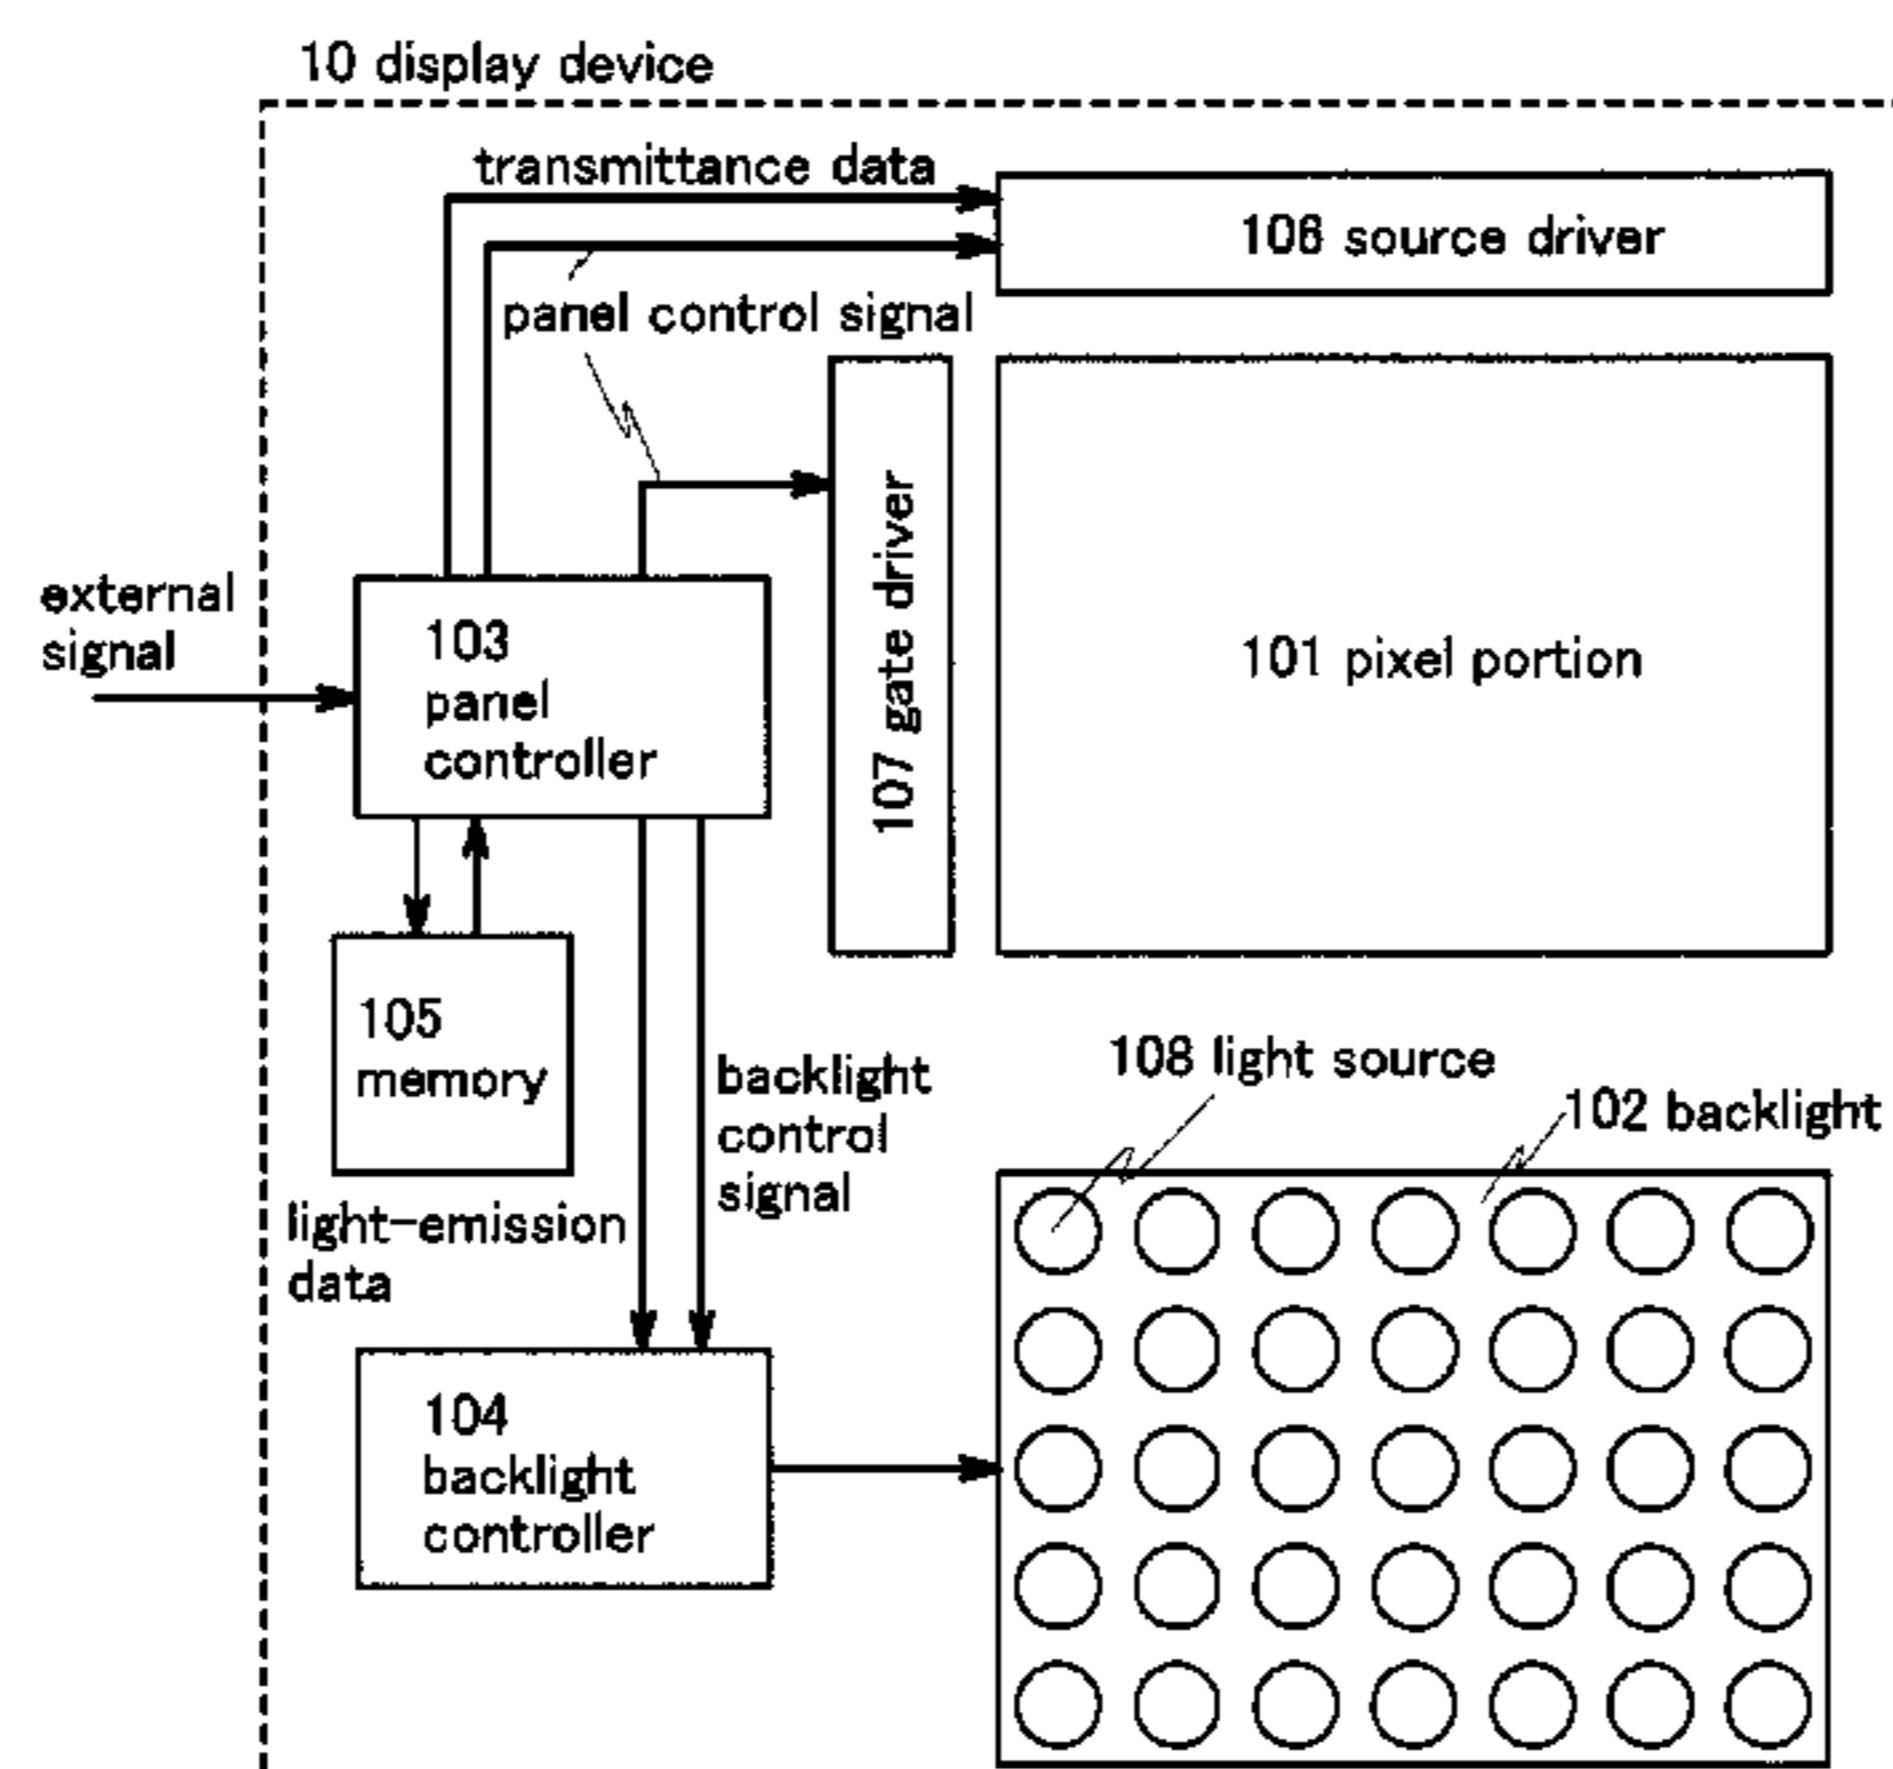 10 display device
transmittance data
106 source driver
panel control signal
107 gate driver
101 pixel portion
external
signal
103
panel
controller
105
memory
backlight
control
signal
light-emission
data
108 light source
102 backlight
104
backlight
controller